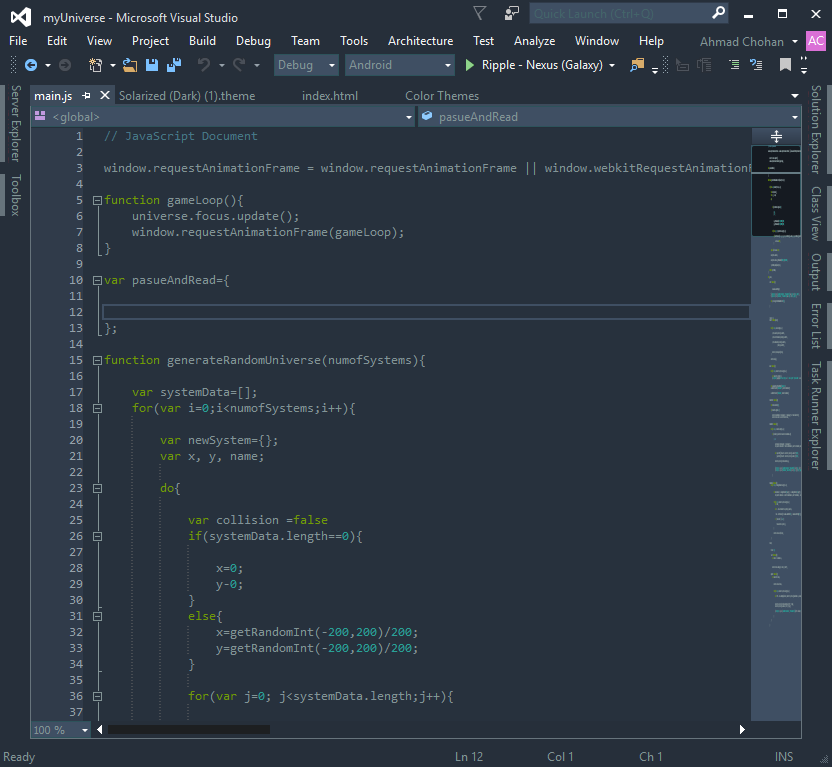 myUniverse - Microsoft Visual Studio
Quick Launch (Ctrl+Q)
File Edit View Project Build Debug Team Tools Architecture Test Analyze Window Help Ahmad Chohan AC
Debug Android Ripple - Nexus (Galaxy)
main.js Solarized (Dark) (1).theme index.html Color Themes
<global> pasueAndRead
Server Explorer
Toolbox
1 // JavaScript Document
2
3 window.requestAnimationFrame = window.requestAnimationFrame || window.webkitRequestAnimationF
4
5 function gameLoop(){
6 universe.focus.update();
7 window.requestAnimationFrame(gameLoop);
8 }
9
10 var pasueAndRead={
11
12
13 };
14
15 function generateRandomUniverse(numofSystems){
16
17 var systemData=[];
18 for(var i=0;i<numofSystems;i++){
19
20 var newSystem={};
21 var x, y, name;
22
23 do{
24
25 var collision =false
26 if(systemData.length==0){
27
28 x=0;
29 y-0;
30 }
31 else{
32 x=getRandomInt(-200,200)/200;
33 y=getRandomInt(-200,200)/200;
34 }
35
36 for(var j=0; j<systemData.length;j++){
37
Solution Explorer
Class View
Output
Error List
Task Runner Explorer
100 %
Ready Ln 12 Col 1 Ch 1 INS